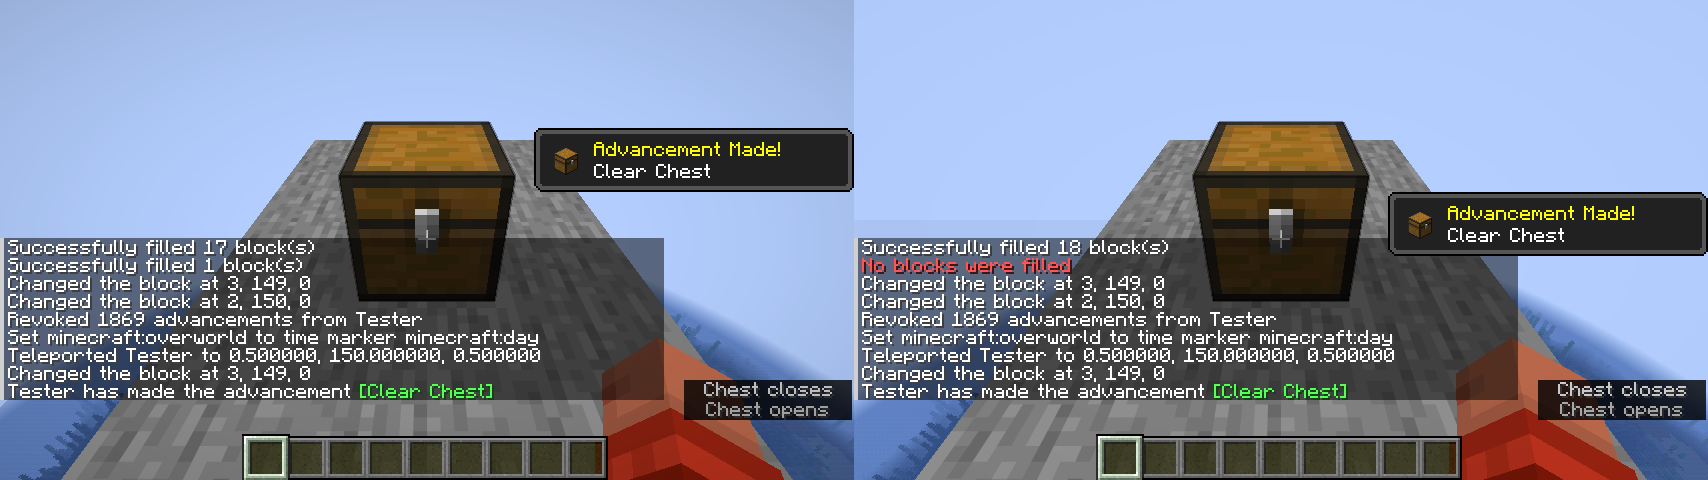 Advancement Made!
Clear Chest
Successfully filled 17 block(s)
Successfully filled 1 block(s)
Changed the block at 3, 149, 0
Changed the block at 2, 150, 0
Revoked 1869 advancements from Tester
Set minecraft:overworld to time marker minecraft:day
Teleported Tester to 0.500000, 150.000000, 0.500000
Changed the block at 3, 149, 0
Tester has made the advancement [Clear Chest]
Chest closes
Chest opens
Advancement Made!
Clear Chest
Successfully filled 18 block(s)
No blocks were filled
Changed the block at 3, 149, 0
Changed the block at 2, 150, 0
Revoked 1869 advancements from Tester
Set minecraft:overworld to time marker minecraft:day
Teleported Tester to 0.500000, 150.000000, 0.500000
Changed the block at 3, 149, 0
Tester has made the advancement [Clear Chest]
Chest closes
Chest opens